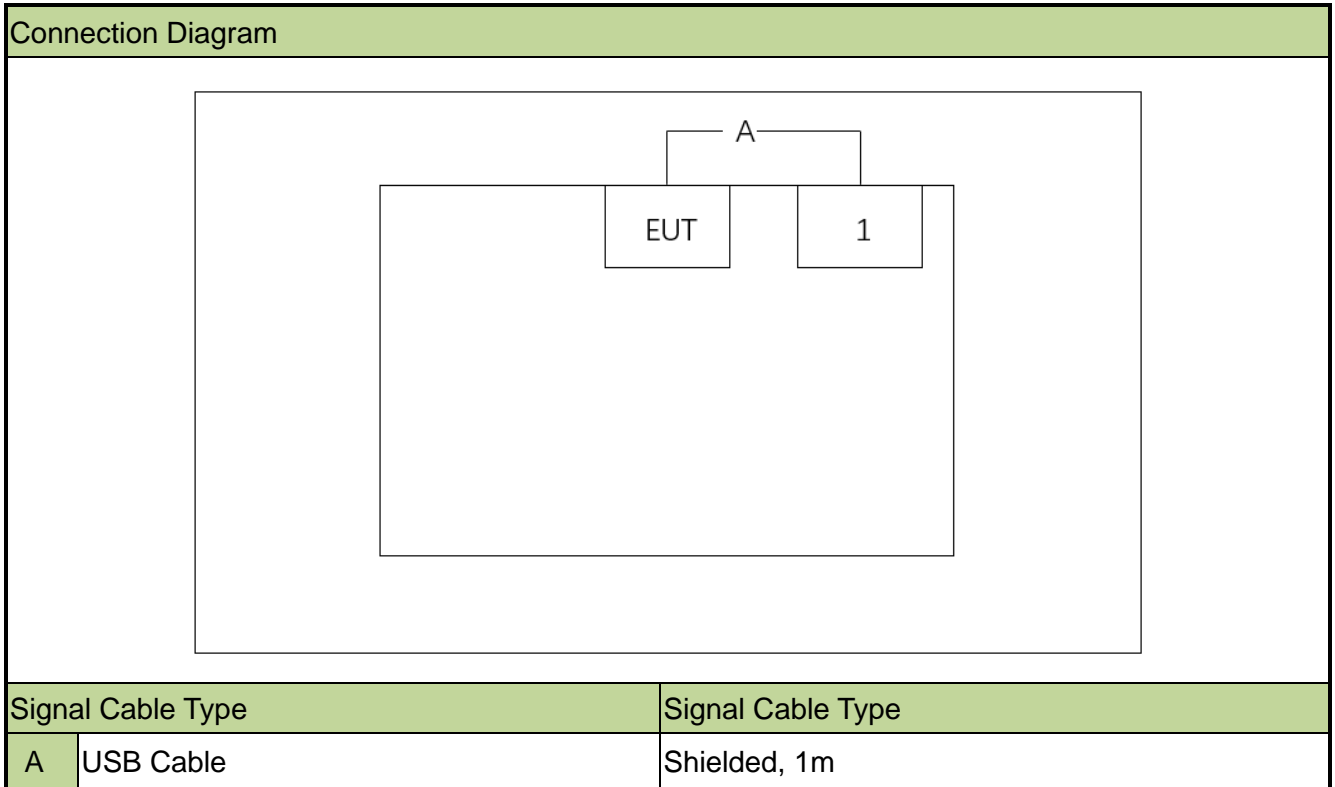 Connection Diagram
A
EUT 1
Signal Cable Type Signal Cable Type
A USB Cable Shielded, 1m